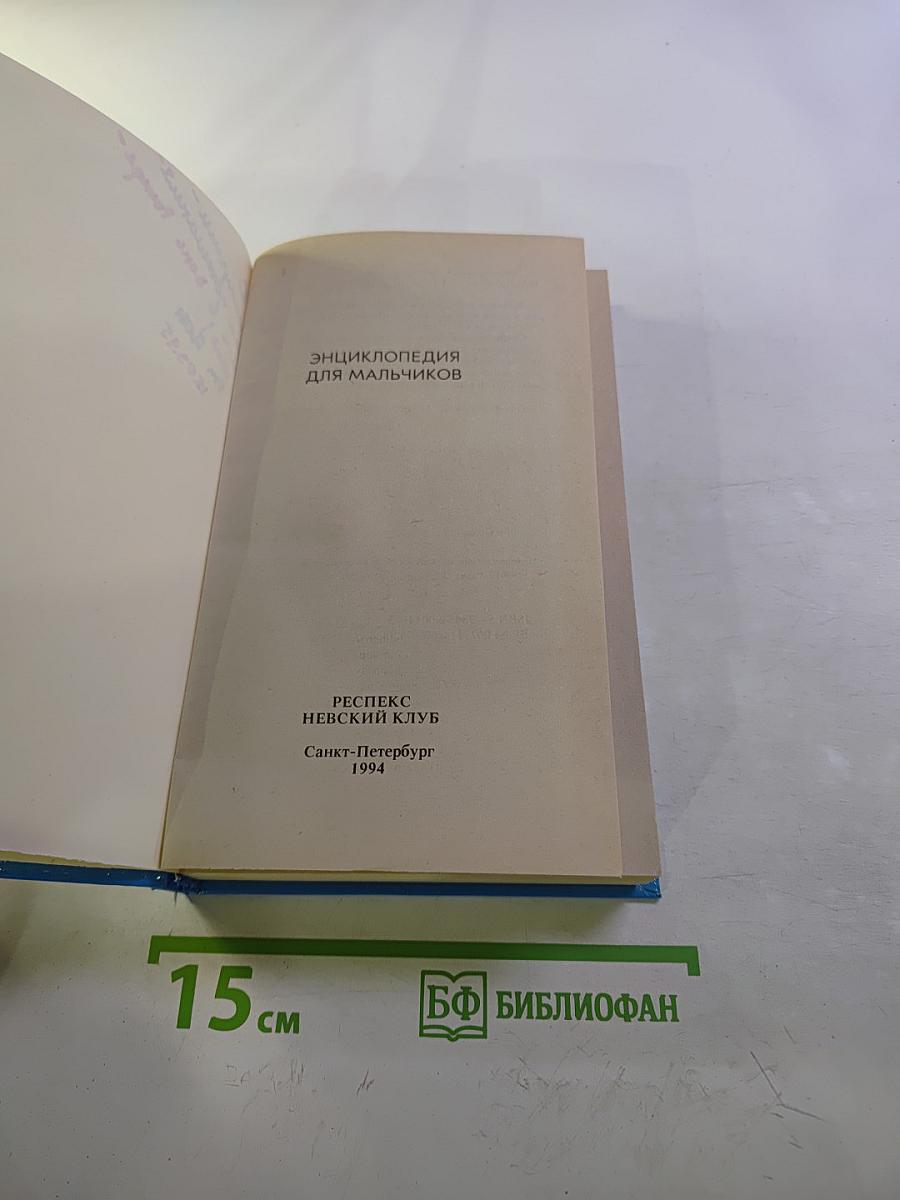 ЭНЦИКЛОПЕДИЯ
ДЛЯ МАЛЬЧИКОВ
РЕСПЕКС
НЕВСКИЙ КЛУБ
Санкт-Петербург
1994
15 см
БФ БИБЛИОФАН